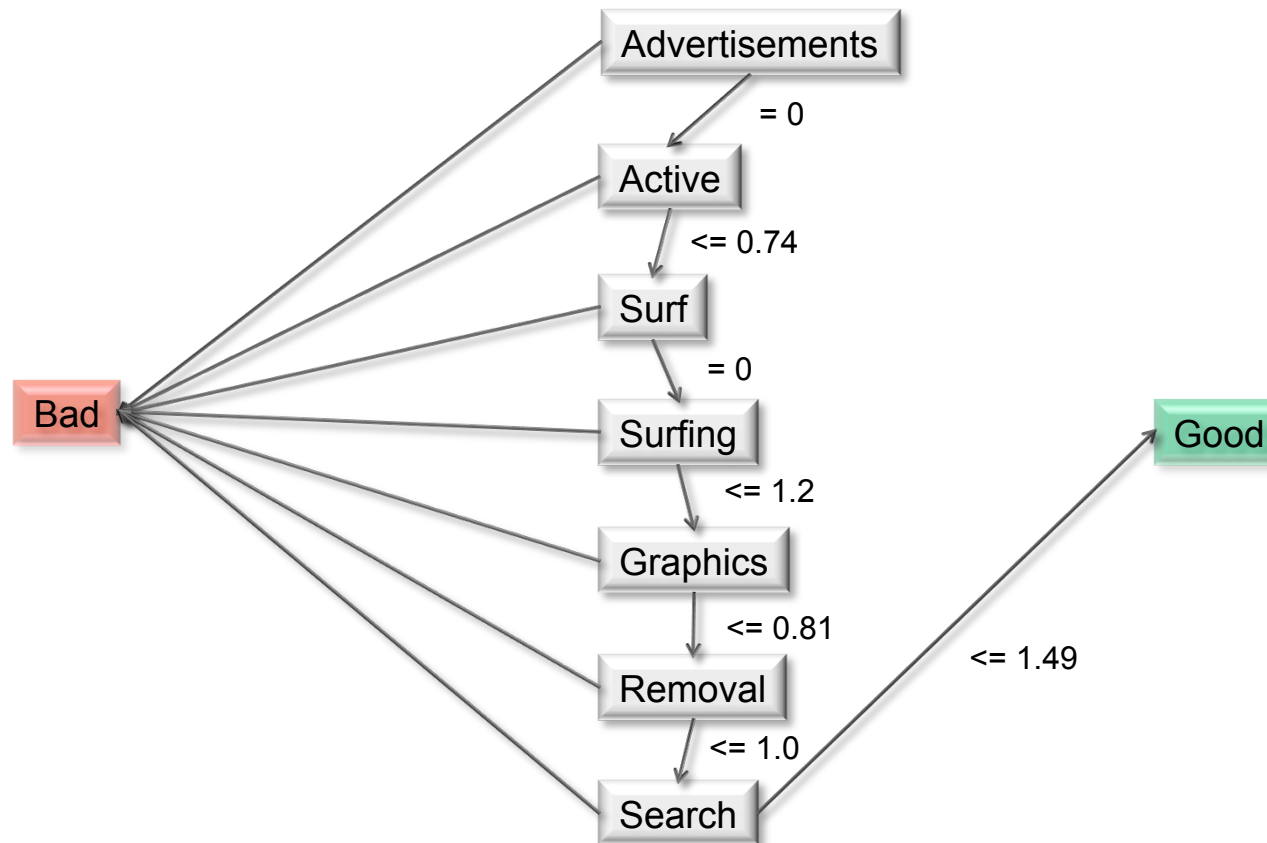 Advertisements
= 0
Active
<= 0.74
Surf
= 0
Bad
Surfing
Good
<= 1.2
Graphics
<= 0.81
<= 1.49
Removal
<= 1.0
Search